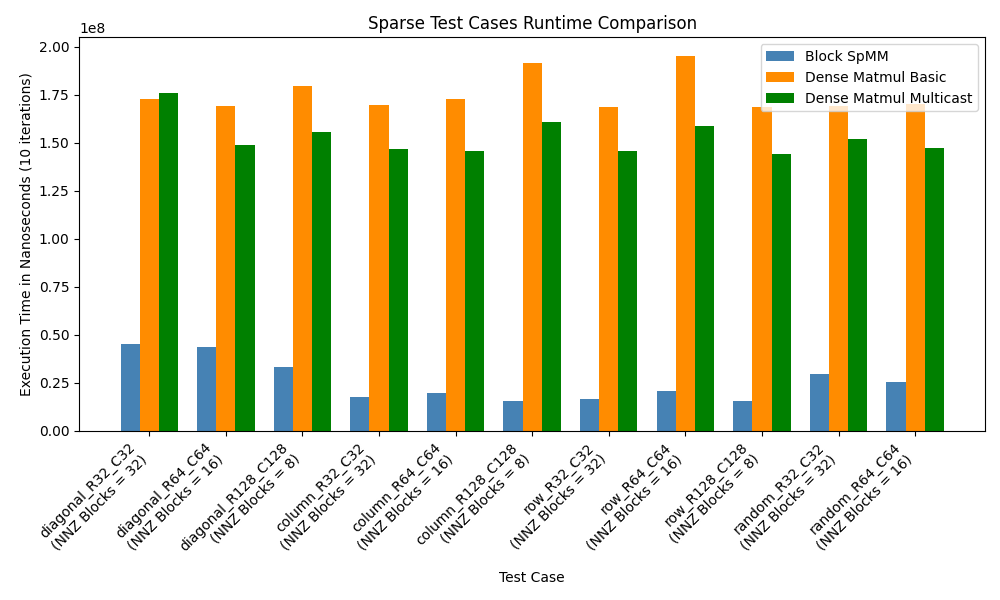 Sparse Test Cases Runtime Comparison
1e8
Block SpMM
Dense Matmul Basic
Dense Matmul Multicast
Execution Time in Nanoseconds (10 iterations)
2.00
1.75
1.50
1.25
1.00
0.75
0.50
0.25
0.00
diagonal_R32_C32
(NNZ Blocks = 32)
diagonal_R64_C64
(NNZ Blocks = 16)
diagonal_R128_C128
(NNZ Blocks = 8)
column_R32_C32
(NNZ Blocks = 32)
column_R64_C64
(NNZ Blocks = 16)
column_R128_C128
(NNZ Blocks = 8)
row_R32_C32
(NNZ Blocks = 32)
row_R64_C64
(NNZ Blocks = 16)
row_R128_C128
(NNZ Blocks = 8)
random_R32_C32
(NNZ Blocks = 32)
random_R64_C64
(NNZ Blocks = 16)
Test Case